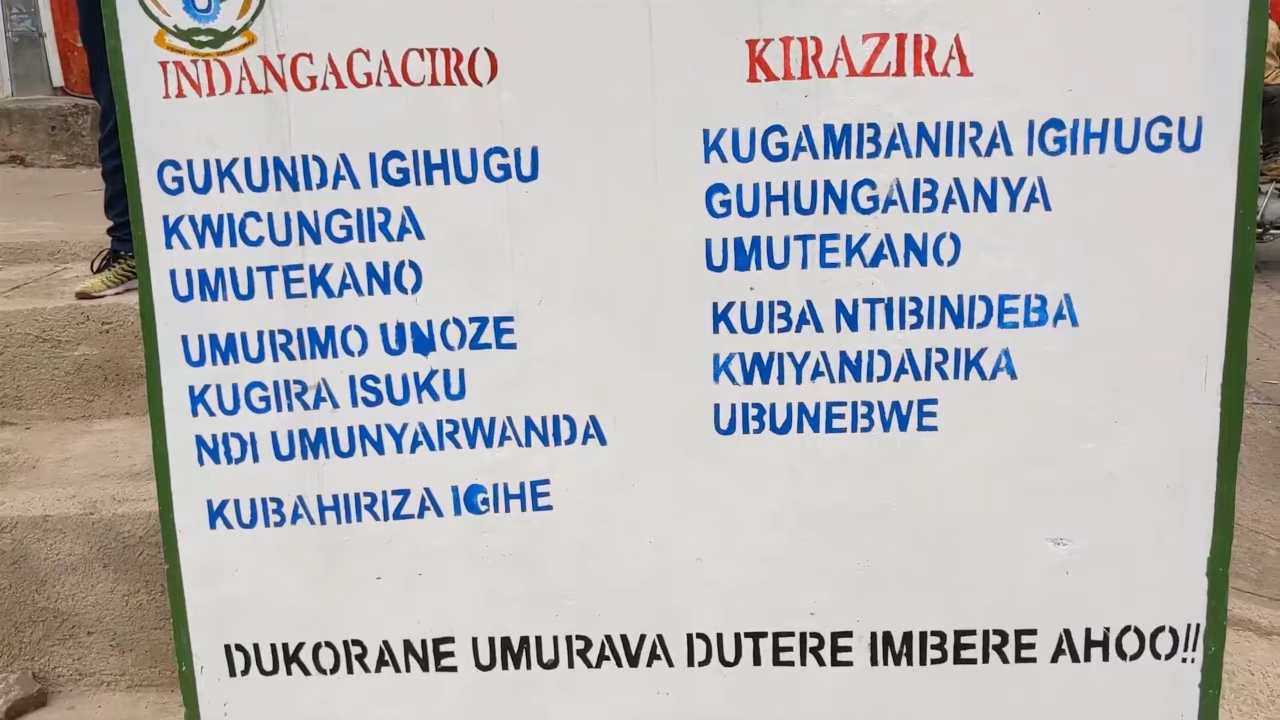 INDANGAGACIRO
GUKUNDA IGIHUGU
KWICUNGIRA
UMUTEKANO
UMURIMO UNOZE
KUGIRA ISUKU
NDI UMUNYARWANDA
KUBAHIRIZA IGIHE
KIRAZIRA
KUGAMBANIRA IGIHUGU
GUHUNGABANYA
UMUTEKANO
KUBA NTIBINDEBA
KWIYANDARIKA
UBUNEBWE
DUKORANE UMURAVA DUTERE IMBERE AHOO!!